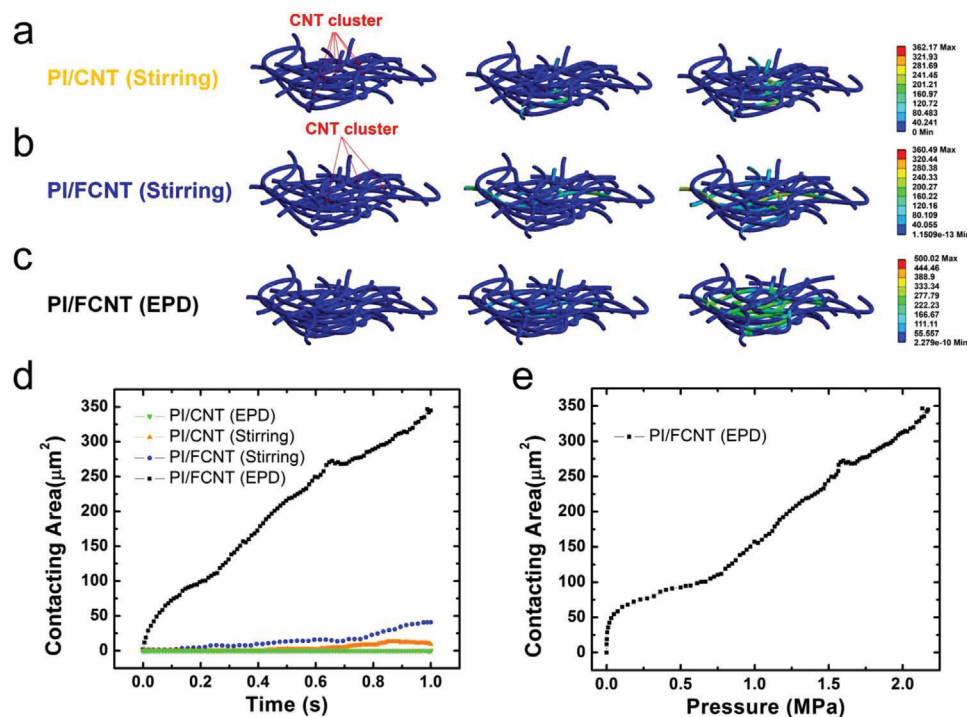 a
CNT cluster
PI/CNT (Stirring)
362.17 Max
321.93
281.69
241.45
201.21
160.97
120.72
80.483
40.241
0 Min
b
CNT cluster
PI/FCNT (Stirring)
360.49 Max
320.44
280.38
240.33
200.27
160.22
120.16
80.109
40.055
1.1509e-13 Min
c
PI/FCNT (EPD)
500.02 Max
444.46
388.9
333.34
277.79
222.23
166.67
111.11
55.557
2.279e-10 Min
d
350
300
250
200
150
100
50
0
Contacting Area(μm²)
PI/CNT (EPD)
PI/CNT (Stirring)
PI/FCNT (Stirring)
PI/FCNT (EPD)
0.0 0.2 0.4 0.6 0.8 1.0
Time (s)
e
350
300
250
200
150
100
50
0
Contacting Area(μm²)
PI/FCNT (EPD)
0.0 0.5 1.0 1.5 2.0
Pressure (MPa)